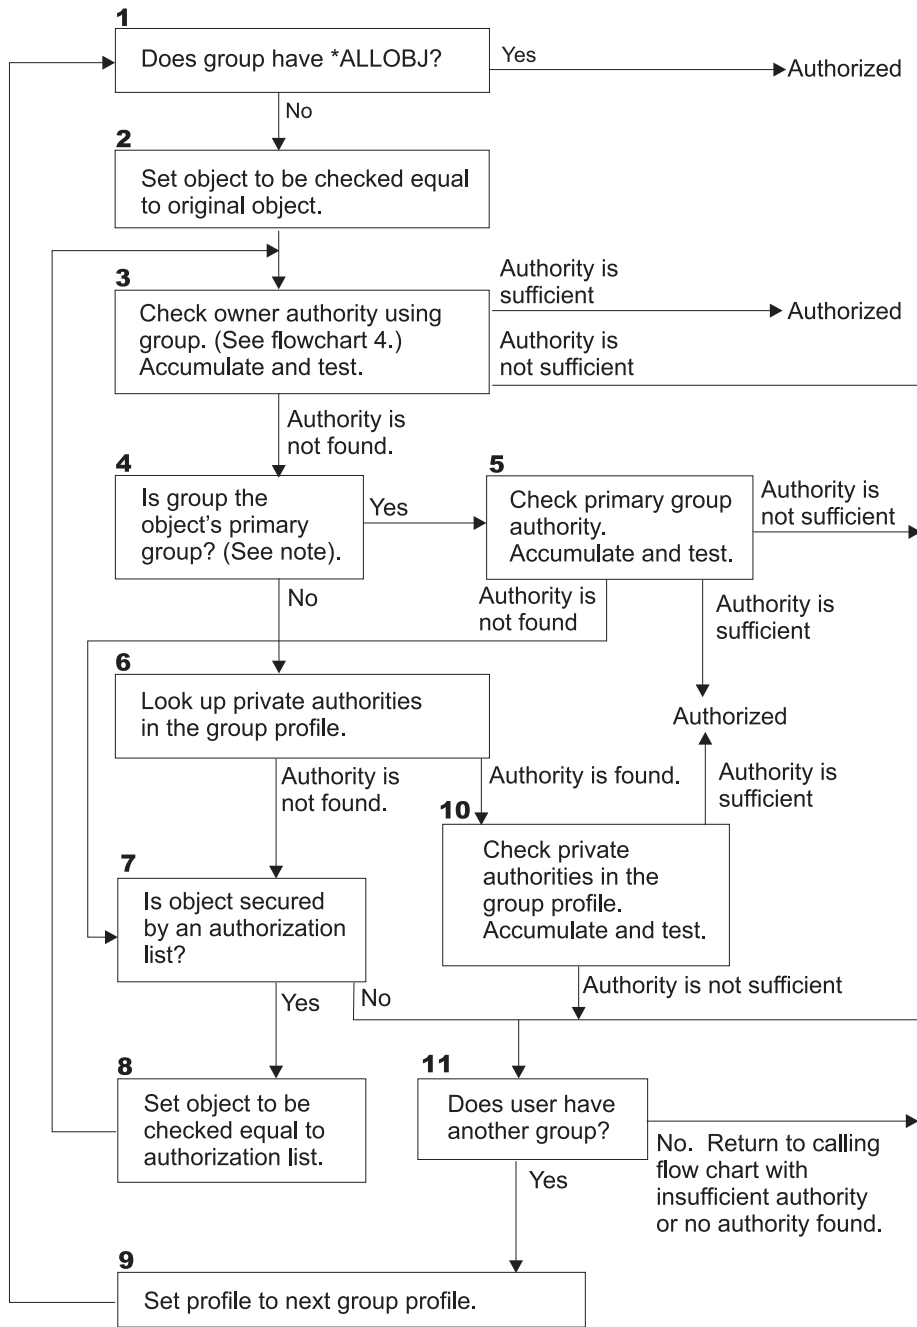 1
Does group have *ALLOBJ?
Yes
Authorized
No
2
Set object to be checked equal
to original object.
3
Check owner authority using
group. (See flowchart 4.)
Accumulate and test.
Authority is
sufficient
Authorized
Authority is
not sufficient
Authority is
not found.
4
Is group the
object's primary
group? (See note).
Yes
5
Check primary group
authority.
Accumulate and test.
Authority is
not sufficient
No
Authority is
not found
Authority is
sufficient
6
Look up private authorities
in the group profile.
Authorized
Authority is
not found.
Authority is found.
Authority is
sufficient
10
Check private
authorities in the
group profile.
Accumulate and test.
7
Is object secured
by an authorization
list?
Authority is not sufficient
Yes
No
8
Set object to be
checked equal to
authorization list.
11
Does user have
another group?
No. Return to calling
flow chart with
insufficient authority
or no authority found.
Yes
9
Set profile to next group profile.